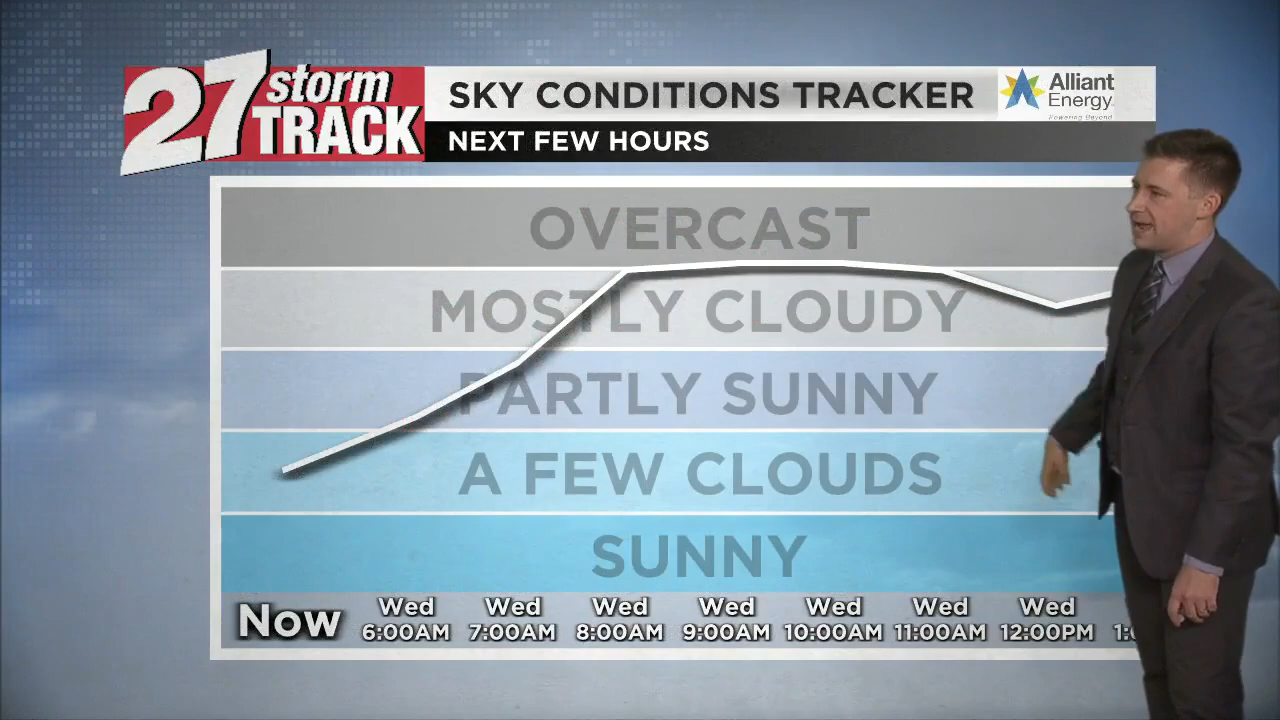 27 storm TRACK
SKY CONDITIONS TRACKER
Alliant Energy
Powering Beyond
NEXT FEW HOURS
OVERCAST
MOSTLY CLOUDY
PARTLY SUNNY
A FEW CLOUDS
SUNNY
Now
Wed 6:00AM
Wed 7:00AM
Wed 8:00AM
Wed 9:00AM
Wed 10:00AM
Wed 11:00AM
Wed 12:00PM